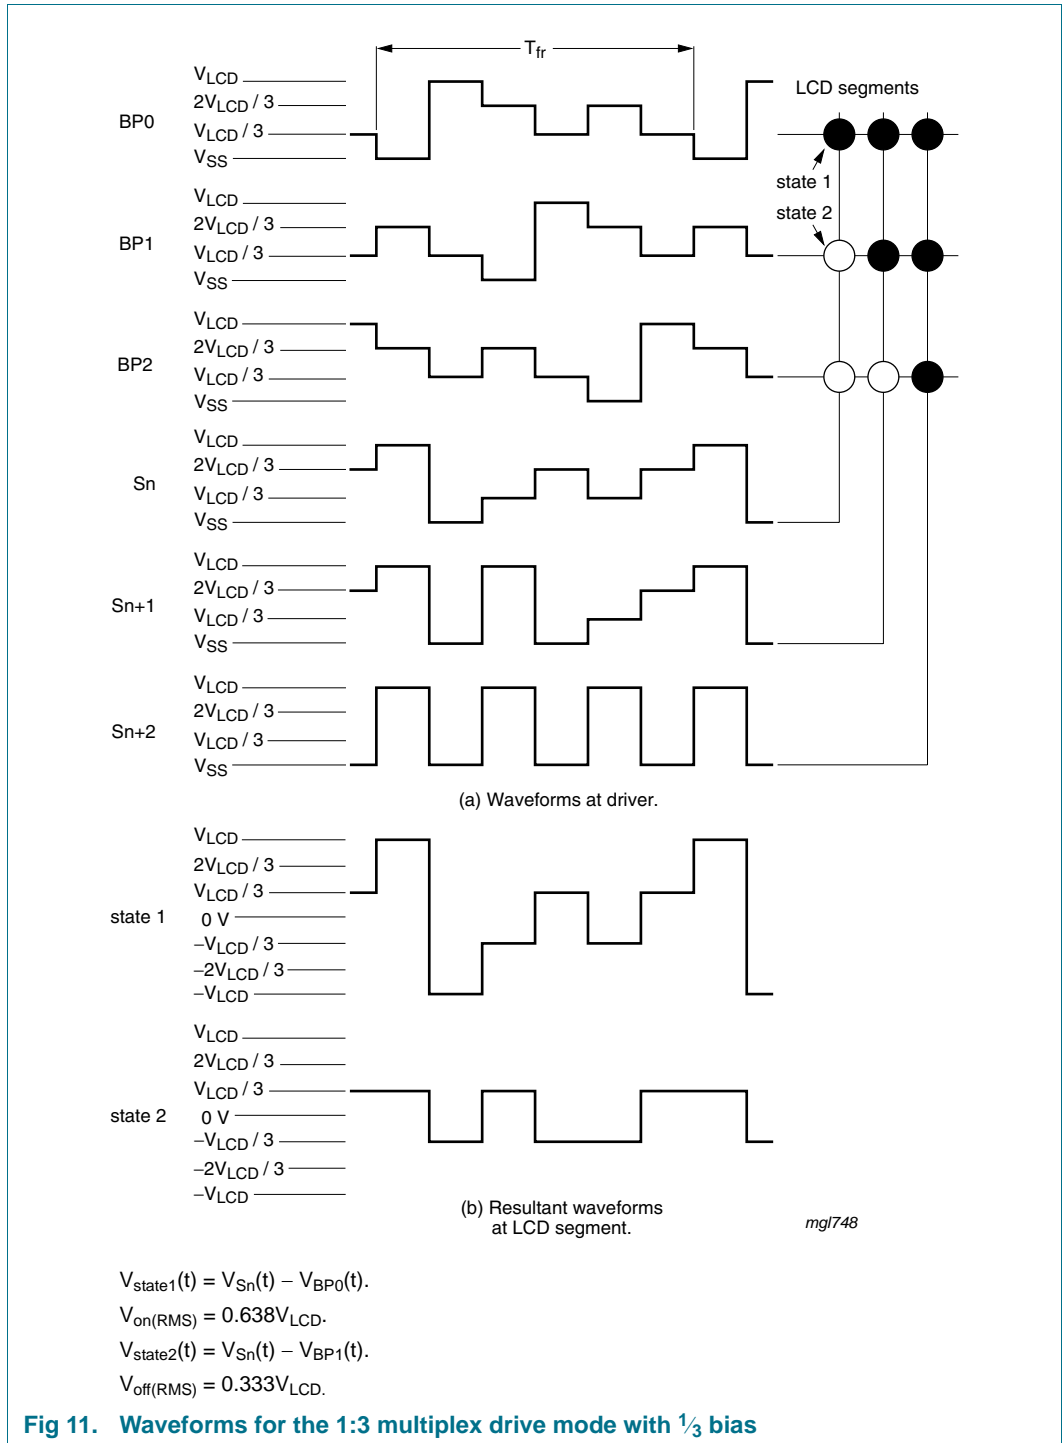 Tfr
BP0
VLCD
2VLCD / 3
VLCD / 3
VSS
LCD segments
state 1
state 2
BP1
VLCD
2VLCD / 3
VLCD / 3
VSS
BP2
VLCD
2VLCD / 3
VLCD / 3
VSS
Sn
VLCD
2VLCD / 3
VLCD / 3
VSS
Sn+1
VLCD
2VLCD / 3
VLCD / 3
VSS
Sn+2
VLCD
2VLCD / 3
VLCD / 3
VSS
(a) Waveforms at driver.
state 1
VLCD
2VLCD / 3
VLCD / 3
0 V
−VLCD / 3
−2VLCD / 3
−VLCD
state 2
VLCD
2VLCD / 3
VLCD / 3
0 V
−VLCD / 3
−2VLCD / 3
−VLCD
(b) Resultant waveforms
at LCD segment.
mgl748
Vstate1(t) = VSn(t) − VBP0(t).
Von(RMS) = 0.638VLCD.
Vstate2(t) = VSn(t) − VBP1(t).
Voff(RMS) = 0.333VLCD.
Fig 11. Waveforms for the 1:3 multiplex drive mode with 1⁄3 bias